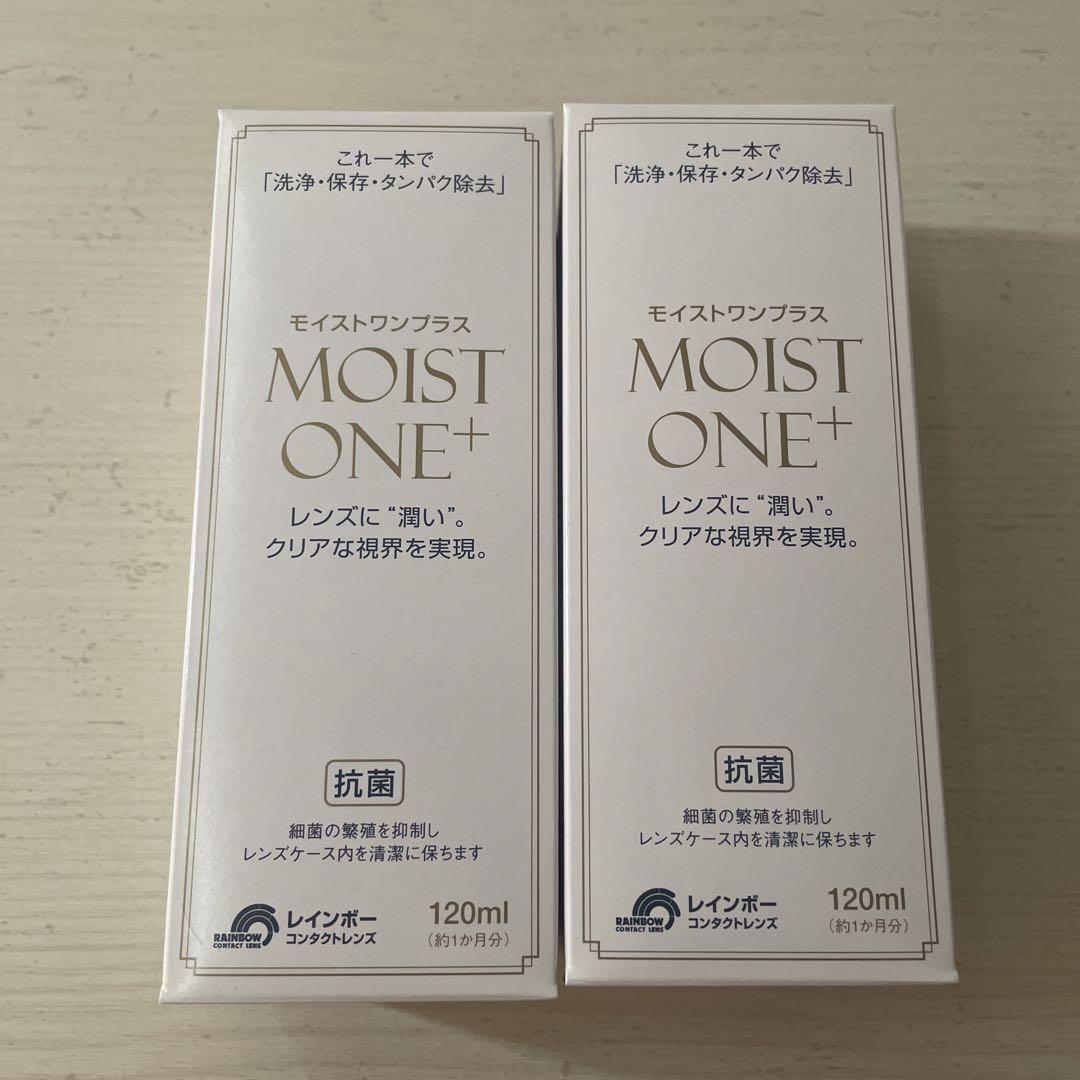 これ一本で
「洗浄・保存・タンパク除去」
モイストワンプラス
MOIST
ONE+
レンズに“潤い”。
クリアな視界を実現。
抗菌
細菌の繁殖を抑制し
レンズケース内を清潔に保ちます
RAINBOW
CONTACT LENS
レインボー
コンタクトレンズ
120ml
（約1か月分）
これ一本で
「洗浄・保存・タンパク除去」
モイストワンプラス
MOIST
ONE+
レンズに“潤い”。
クリアな視界を実現。
抗菌
細菌の繁殖を抑制し
レンズケース内を清潔に保ちます
RAINBOW
CONTACT LENS
レインボー
コンタクトレンズ
120ml
（約1か月分）